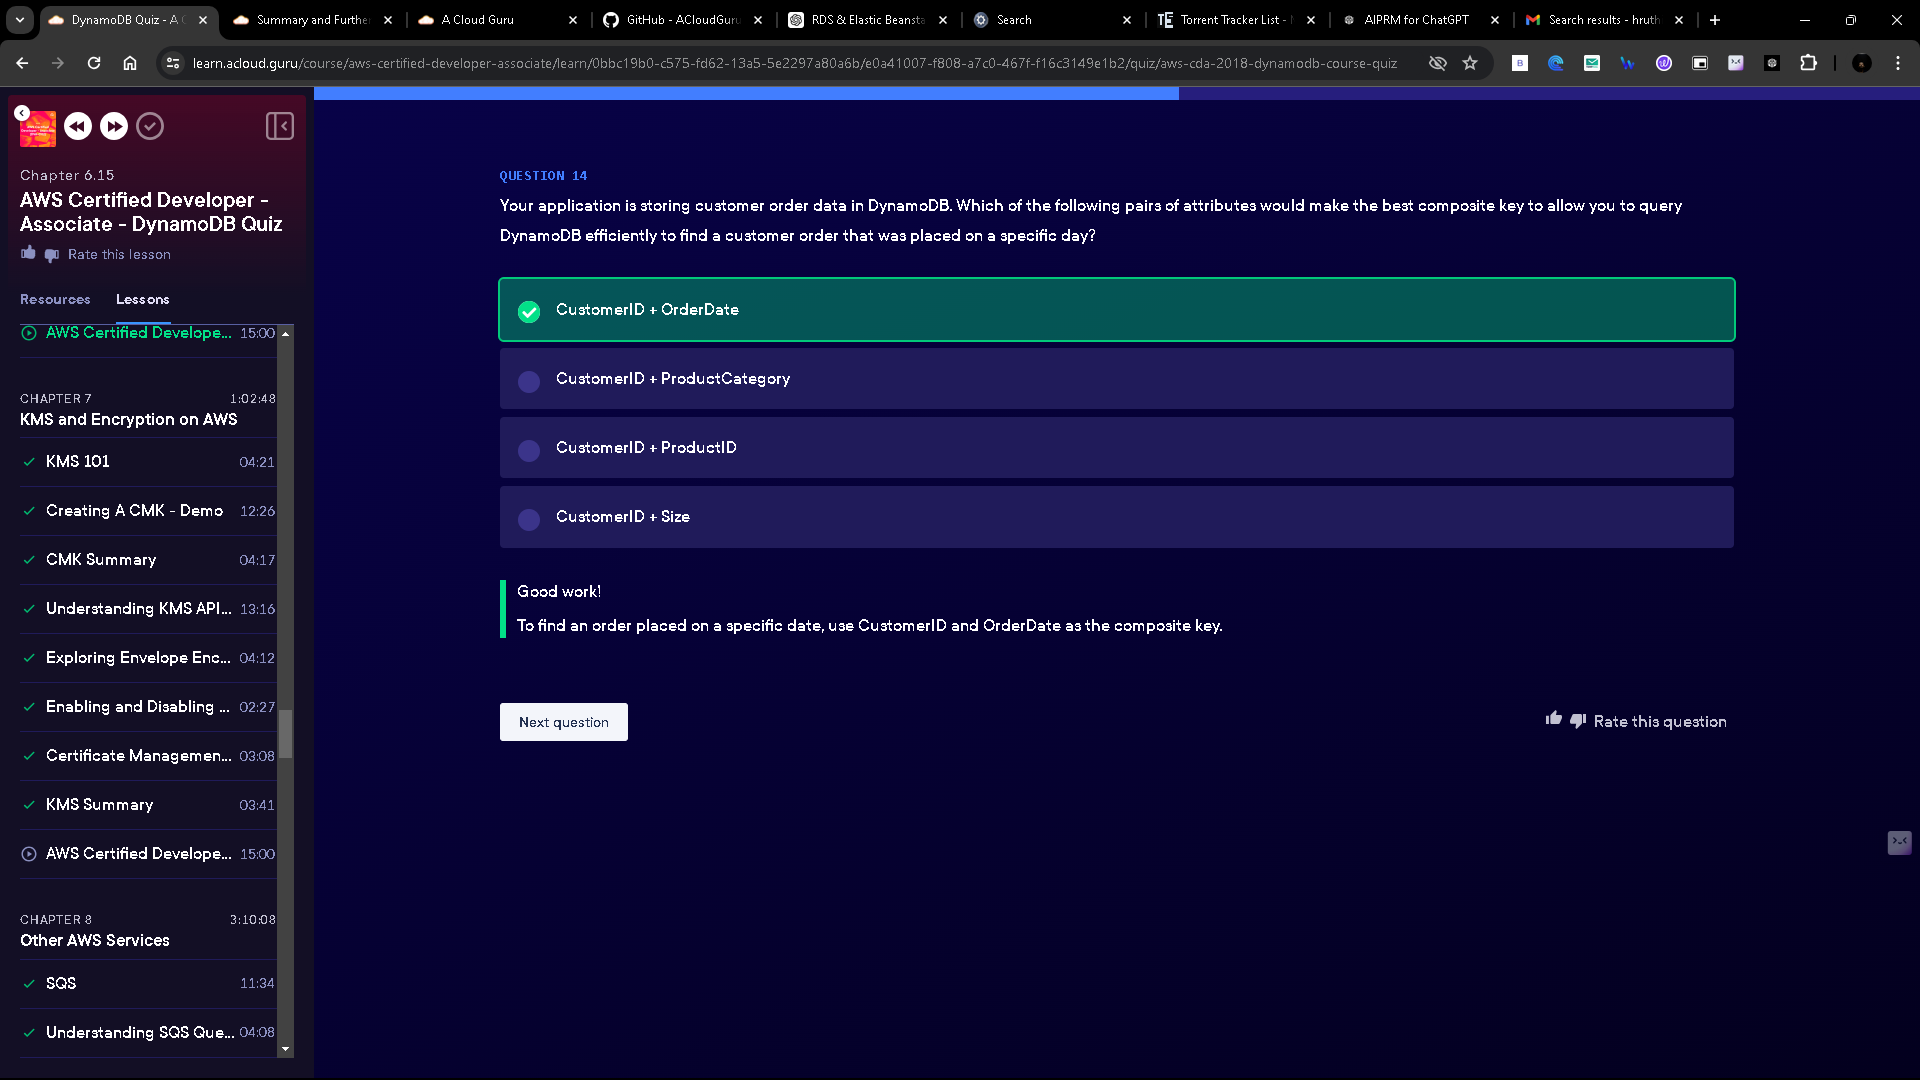 DynamoDB Quiz - A C
Summary and Further
A Cloud Guru
GitHub - ACloudGuru
RDS & Elastic Beansta
Search
Torrent Tracker List -
AIPRM for ChatGPT
Search results - hruth
learn.acloud.guru/course/aws-certified-developer-associate/learn/0bbc19b0-c575-fd62-13a5-5e2297a80a6b/e0a41007-f808-a7c0-467f-f16c3149e1b2/quiz/aws-cda-2018-dynamodb-course-quiz
Chapter 6.15
AWS Certified Developer -
Associate - DynamoDB Quiz
Rate this lesson
Resources Lessons
AWS Certified Develope... 15:00
CHAPTER 7 1:02:48
KMS and Encryption on AWS
KMS 101 04:21
Creating A CMK - Demo 12:26
CMK Summary 04:17
Understanding KMS API... 13:16
Exploring Envelope Enc... 04:12
Enabling and Disabling ... 02:27
Certificate Managemen... 03:08
KMS Summary 03:41
AWS Certified Develope... 15:00
CHAPTER 8 3:10:08
Other AWS Services
SQS 11:34
Understanding SQS Que... 04:08
QUESTION 14
Your application is storing customer order data in DynamoDB. Which of the following pairs of attributes would make the best composite key to allow you to query
DynamoDB efficiently to find a customer order that was placed on a specific day?
CustomerID + OrderDate
CustomerID + ProductCategory
CustomerID + ProductID
CustomerID + Size
Good work!
To find an order placed on a specific date, use CustomerID and OrderDate as the composite key.
Next question
Rate this question